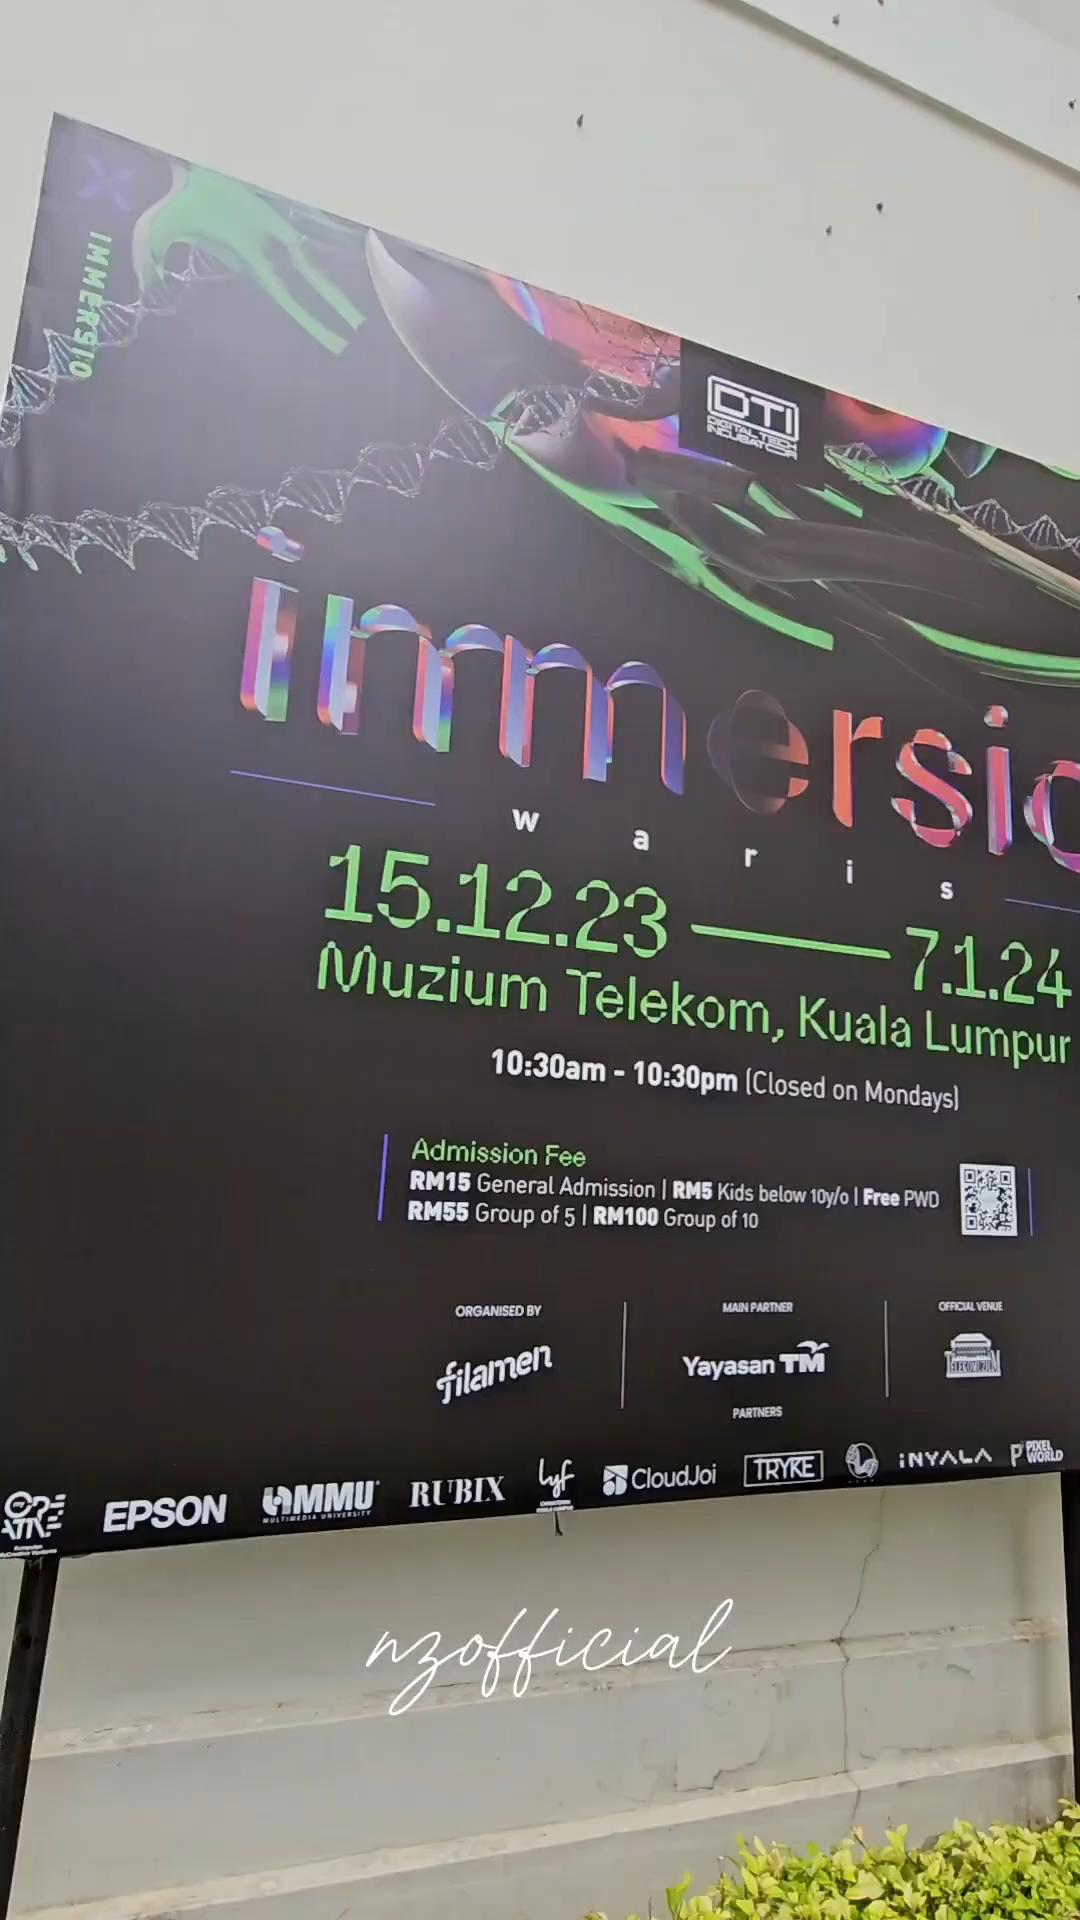 IMMERSIO
DTI
DIGITAL TECH
INCUBATOR
immersio
waris
15.12.23 — 7.1.24
Muzium Telekom, Kuala Lumpur
10:30am - 10:30pm (Closed on Mondays)
Admission Fee
RM15 General Admission | RM5 Kids below 10y/o | Free PWD
RM55 Group of 5 | RM100 Group of 10
ORGANISED BY
filamen
MAIN PARTNER
Yayasan TM
OFFICIAL VENUE
PARTNERS
EPSON
MMU
MULTIMEDIA UNIVERSITY
RUBIX
lyf
CloudJoi
TRYKE
iNYALA
PIXEL
WORLD
nzofficial